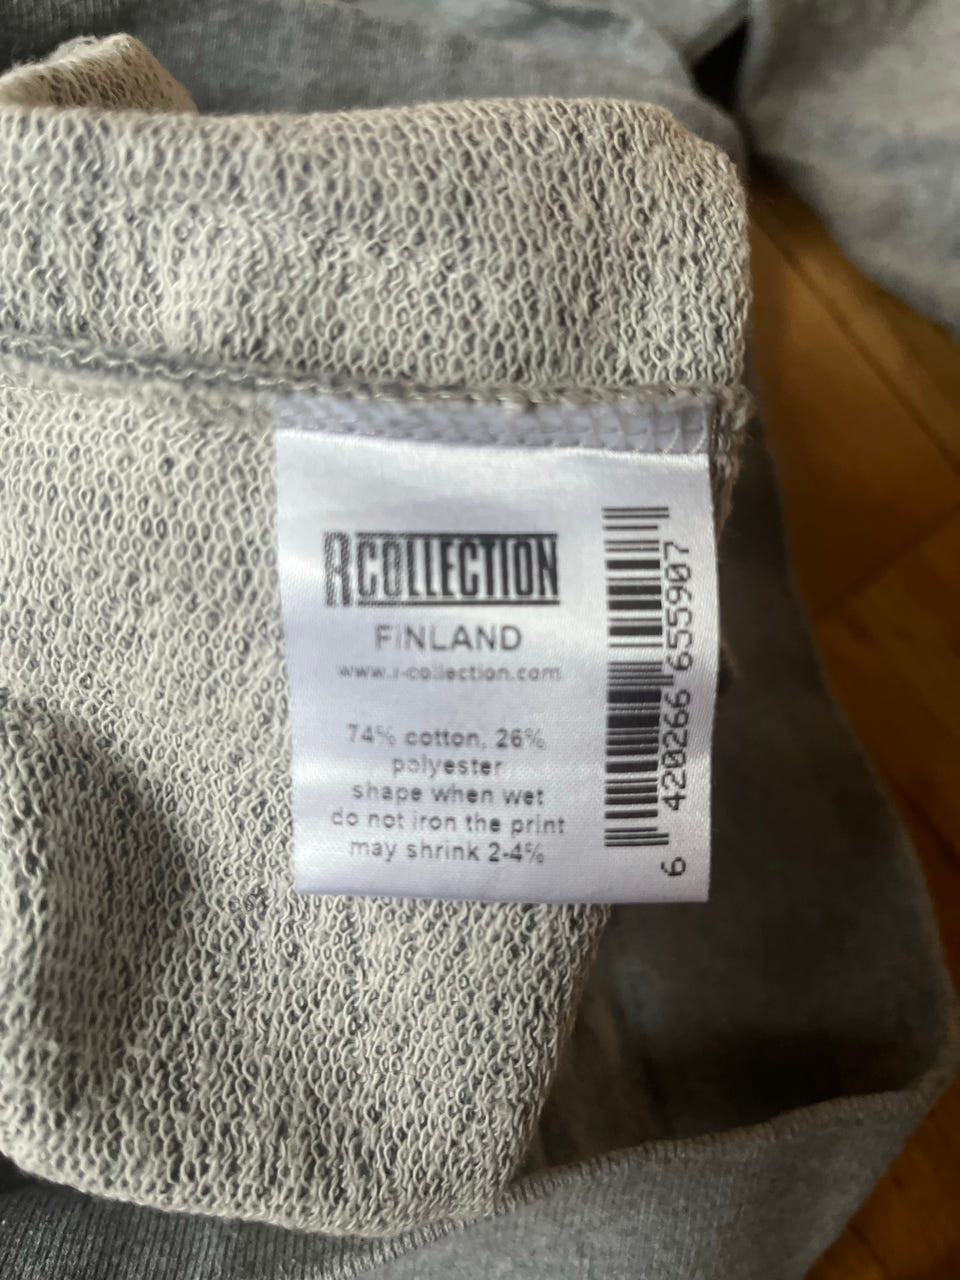 RCOLLECTION
FINLAND
www.r-collection.com
74% cotton, 26%
polyester
shape when wet
do not iron the print
may shrink 2-4%
6 420266 655907